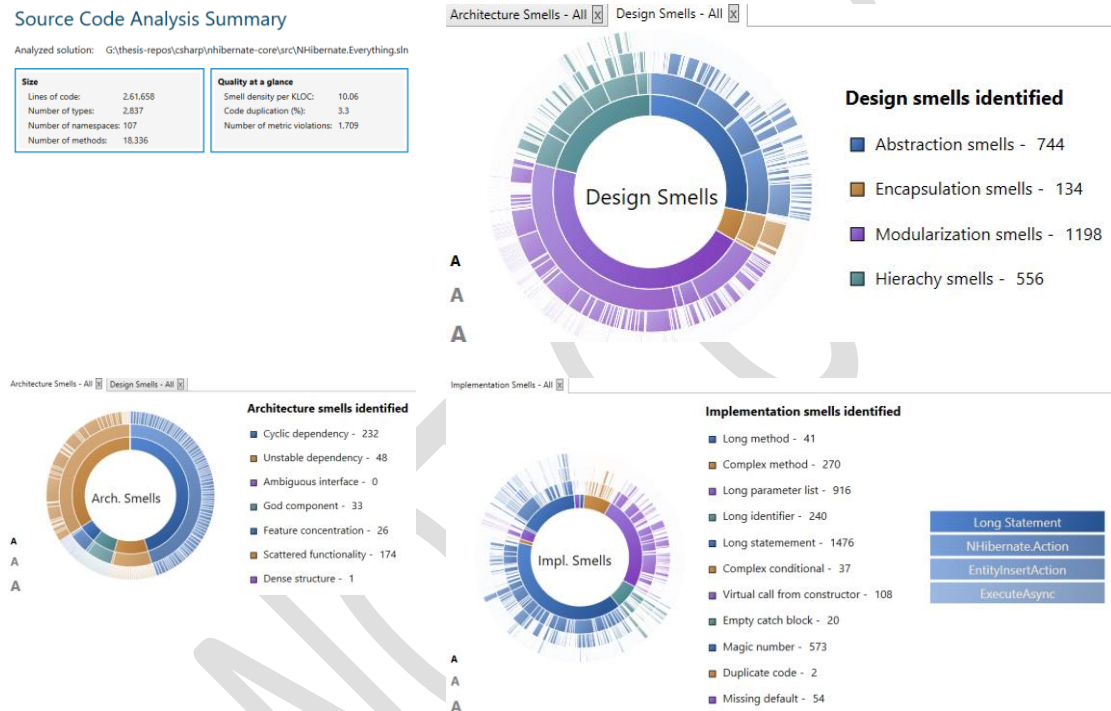 Source Code Analysis Summary
Analyzed solution: G:\thesis-repos\csharp\nhibernate-core\src\NHibernate.Everything.sln
Size
Lines of code: 2,61,658
Number of types: 2,837
Number of namespaces: 107
Number of methods: 18,336
Quality at a glance
Smell density per KLOC: 10.06
Code duplication (%): 3.3
Number of metric violations: 1,709
Architecture Smells - All x Design Smells - All x
Design Smells
Design smells identified
Abstraction smells - 744
Encapsulation smells - 134
Modularization smells - 1198
Hierachy smells - 556
A
A
A
Architecture Smells - All x Design Smells - All x
Arch. Smells
Architecture smells identified
Cyclic dependency - 232
Unstable dependency - 48
Ambiguous interface - 0
God component - 33
Feature concentration - 26
Scattered functionality - 174
Dense structure - 1
A
A
A
Implementation Smells - All x
Impl. Smells
Implementation smells identified
Long method - 41
Complex method - 270
Long parameter list - 916
Long identifier - 240
Long statemement - 1476
Complex conditional - 37
Virtual call from constructor - 108
Empty catch block - 20
Magic number - 573
Duplicate code - 2
Missing default - 54
Long Statement
NHibernate.Action
EntityInsertAction
ExecuteAsync
A
A
A